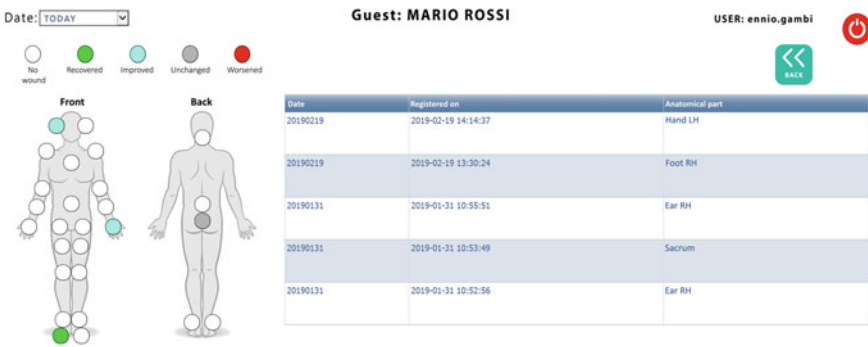 Date: TODAY
Guest: MARIO ROSSI
USER: ennio.gambi
No wound
Recovered
Improved
Unchanged
Worsened
BACK
Front
Back
Date Registered on Anatomical part
20190219 2019-02-19 14:14:37 Hand LH
20190219 2019-02-19 13:30:24 Foot RH
20190131 2019-01-31 10:55:51 Ear RH
20190131 2019-01-31 10:53:49 Sacrum
20190131 2019-01-31 10:52:56 Ear RH